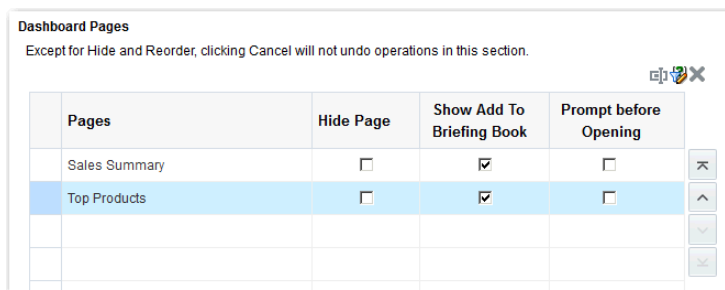 Dashboard Pages
Except for Hide and Reorder, clicking Cancel will not undo operations in this section.
Pages Hide Page Show Add To Briefing Book Prompt before Opening
Sales Summary
Top Products